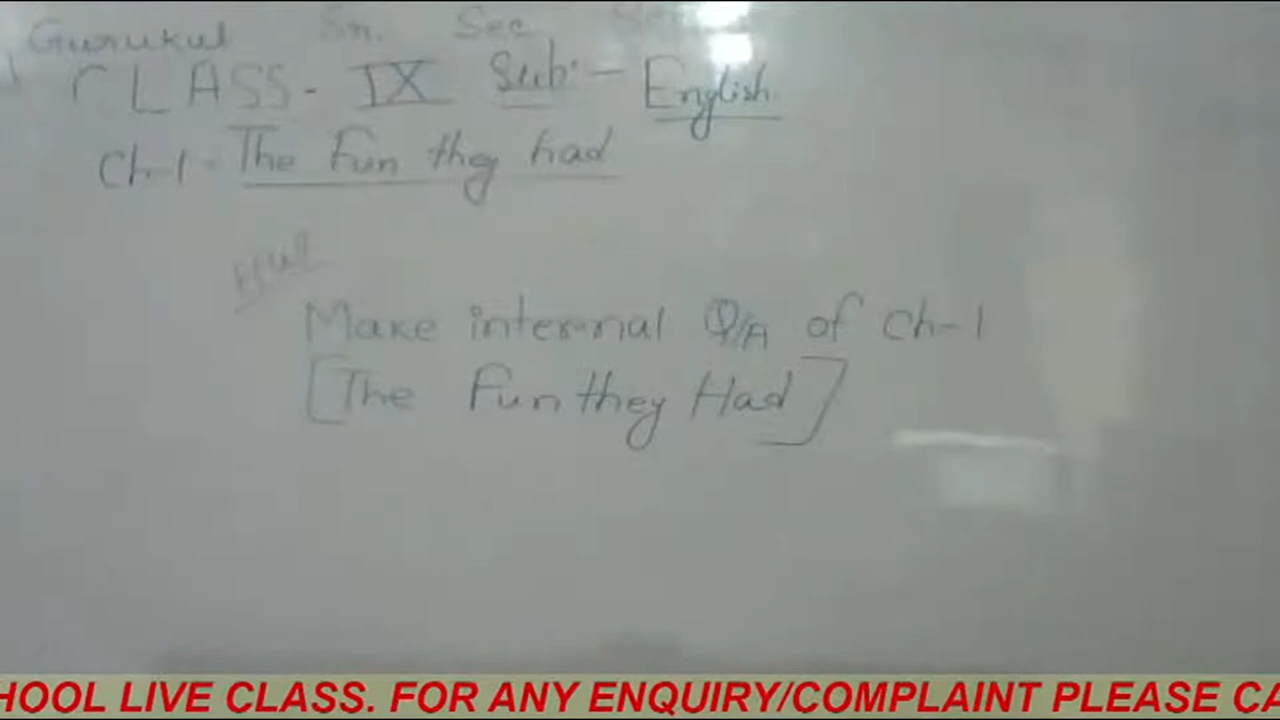 Gurukul Sn. Sec
CLASS - IX Sub - English
Ch-1 - The Fun they had
H/W
Make internal Q/A of Ch-1
[The Fun they Had]
HOOL LIVE CLASS. FOR ANY ENQUIRY/COMPLAINT PLEASE CA